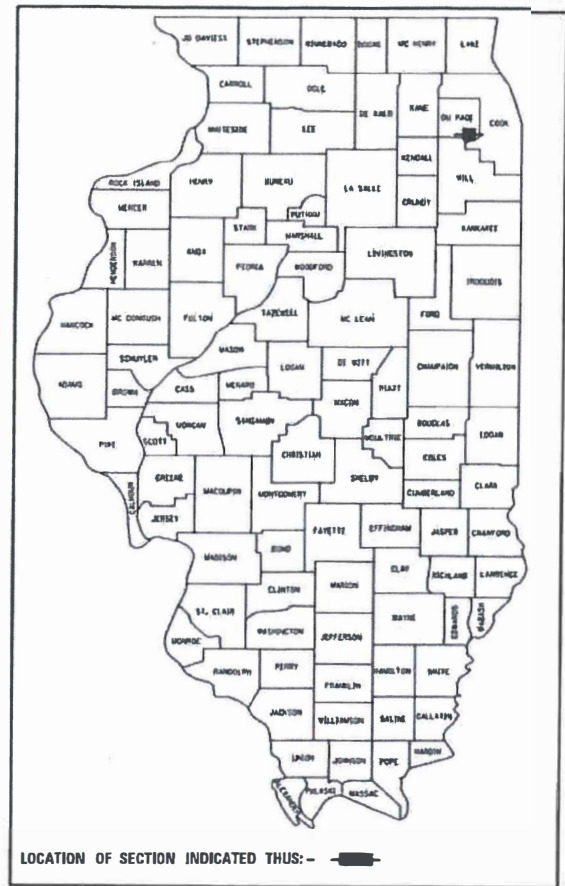 JO DAVIESS STEPHENSON WINNEBAGO BOONE MC HENRY LAKE
CARROLL OGLE DE KALB KANE DU PAGE COOK
WHITESIDE LEE KENDALL WILL
ROCK ISLAND HENRY BUREAU LA SALLE GRUNDY
MERCER PUTNAM KANKAKEE
HENDERSON WARREN KNOX STARK MARSHALL LIVINGSTON
PEORIA WOODFORD IROQUOIS
HANCOCK MC DONOUGH FULTON TAZEWELL MC LEAN FORD
SCHUYLER MASON LOGAN DE WITT CHAMPAIGN VERMILION
ADAMS BROWN CASS MENARD MACON PIATT
PIKE SCOTT MORGAN SANGAMON CHRISTIAN MOULTRIE DOUGLAS EDGAR
COLES
CALHOUN GREENE MACOUPIN MONTGOMERY SHELBY CUMBERLAND CLARK
JERSEY FAYETTE EFFINGHAM JASPER CRAWFORD
MADISON BOND CLAY RICHLAND LAWRENCE
ST. CLAIR CLINTON MARION WAYNE EDWARDS WABASH
MONROE WASHINGTON JEFFERSON
RANDOLPH PERRY HAMILTON WHITE
FRANKLIN
JACKSON WILLIAMSON SALINE GALLATIN
UNION JOHNSON POPE HARDIN
ALEXANDER PULASKI MASSAC
LOCATION OF SECTION INDICATED THUS:-